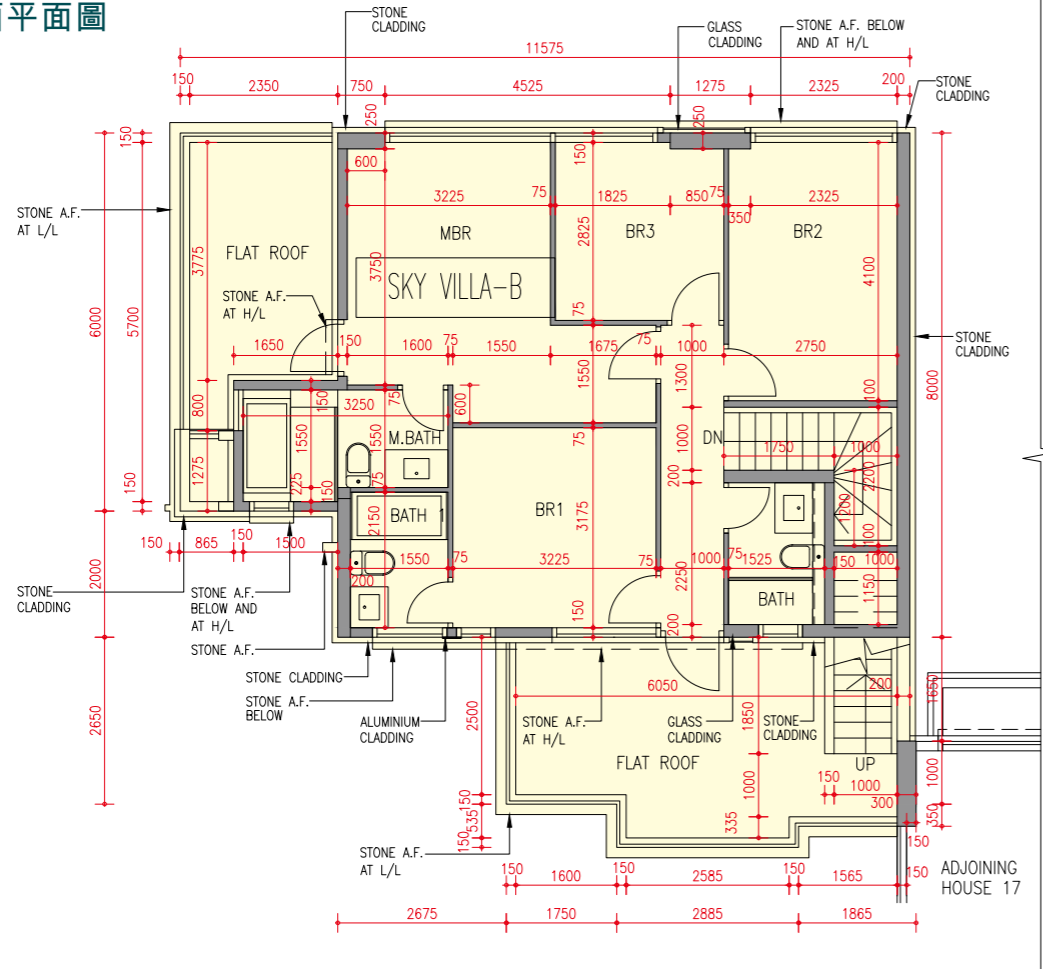 平面圖
STONE
CLADDING
GLASS
CLADDING
STONE A.F. BELOW
AND AT H/L
11575
150
2350
750
4525
1275
2325
200
STONE
CLADDING
250
250
150
600
150
3225
75
1825
850
75
350
2325
STONE A.F.
AT L/L
MBR
BR3
BR2
2825
FLAT ROOF
3775
3750
4100
SKY VILLA-B
6000
5700
STONE A.F.
AT H/L
75
STONE
CLADDING
1650
150
1600
75
1550
1675
75
1000
2750
1550
1300
100
8000
800
150
3250
75
600
M.BATH
75
DN
1000
1750
1000
1550
1550
1275
225
150
75
200
2200
1200
150
BATH 1
BR1
3175
2150
100
150
865
150
1500
200
1550
75
3225
75
1000
75
1525
150
1000
2000
2250
1150
STONE
CLADDING
STONE A.F.
BELOW AND
AT H/L
BATH
150
200
STONE A.F.
STONE CLADDING
STONE A.F.
BELOW
6050
200
1650
2650
2500
ALUMINIUM
CLADDING
STONE A.F.
AT H/L
GLASS
CLADDING
STONE
CLADDING
1850
FLAT ROOF
UP
150
1000
1000
1000
300
150
535
150
335
350
150
STONE A.F.
AT L/L
150
1600
150
2585
150
1565
150
ADJOINING
HOUSE 17
2675
1750
2885
1865